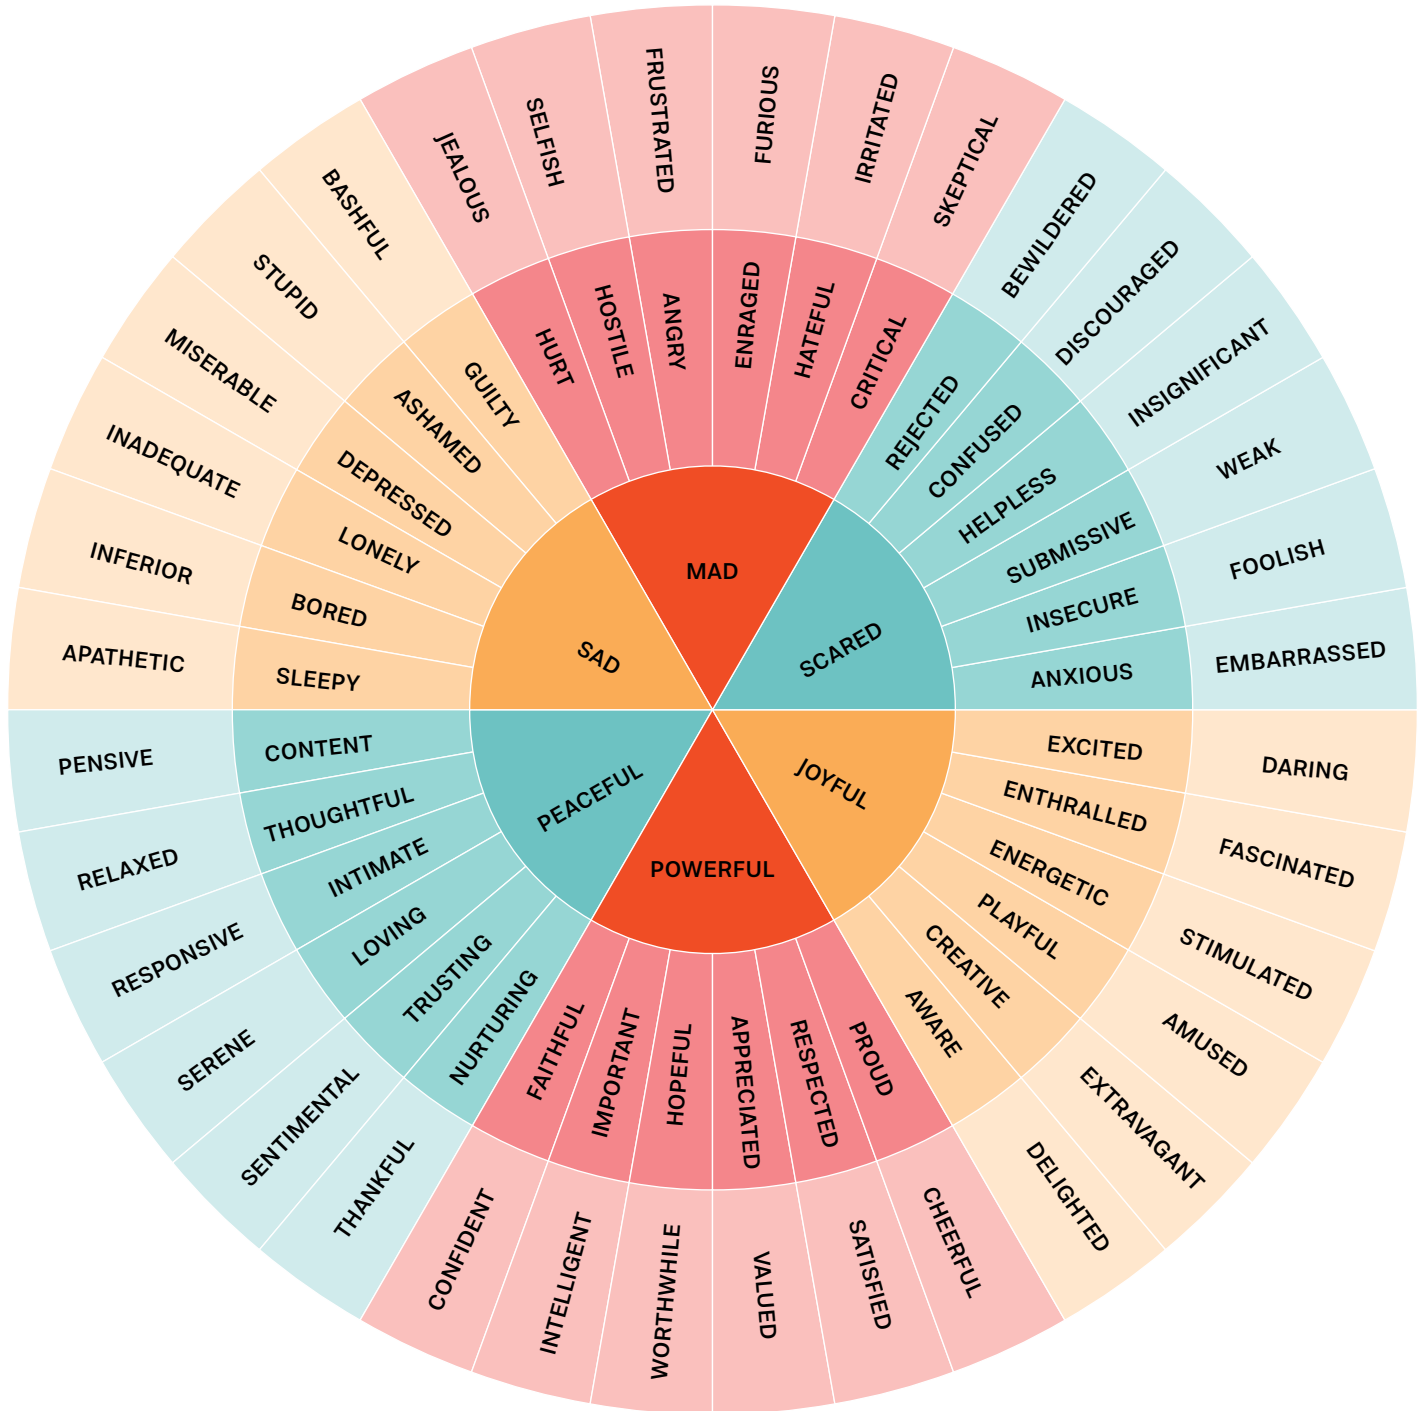 MAD
SCARED
JOYFUL
POWERFUL
PEACEFUL
SAD
HURT
HOSTILE
ANGRY
ENRAGED
HATEFUL
CRITICAL
REJECTED
CONFUSED
HELPLESS
SUBMISSIVE
INSECURE
ANXIOUS
EXCITED
ENTHRALLED
ENERGETIC
PLAYFUL
CREATIVE
AWARE
PROUD
RESPECTED
APPRECIATED
HOPEFUL
IMPORTANT
FAITHFUL
NURTURING
TRUSTING
LOVING
INTIMATE
THOUGHTFUL
CONTENT
SLEEPY
BORED
LONELY
DEPRESSED
ASHAMED
GUILTY
JEALOUS
SELFISH
FRUSTRATED
FURIOUS
IRRITATED
SKEPTICAL
BEWILDERED
DISCOURAGED
INSIGNIFICANT
WEAK
FOOLISH
EMBARRASSED
DARING
FASCINATED
STIMULATED
AMUSED
EXTRAVAGANT
DELIGHTED
CHEERFUL
SATISFIED
VALUED
WORTHWHILE
INTELLIGENT
CONFIDENT
THANKFUL
SENTIMENTAL
SERENE
RESPONSIVE
RELAXED
PENSIVE
APATHETIC
INFERIOR
INADEQUATE
MISERABLE
STUPID
BASHFUL